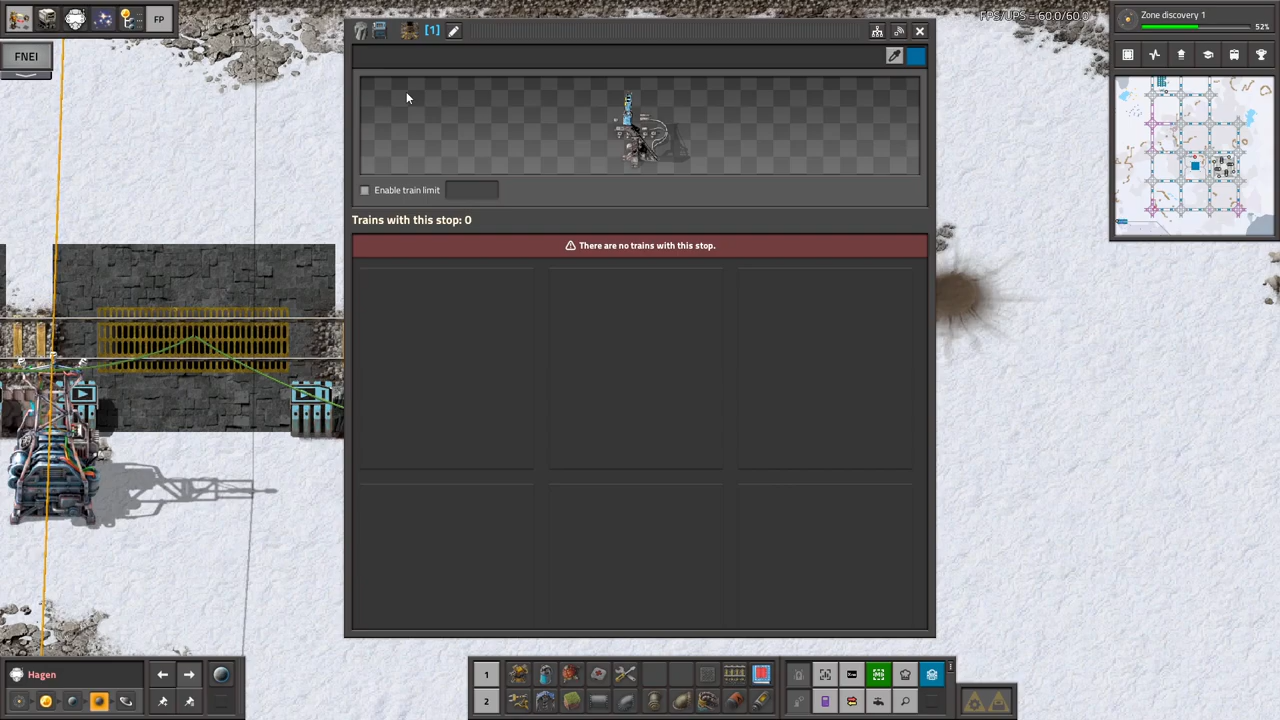 FP
FNEI
[1]
FPS/UPS = 60.0/60.0
Zone discovery 1
52%
Enable train limit
Trains with this stop: 0
There are no trains with this stop.
Hagen
1
2